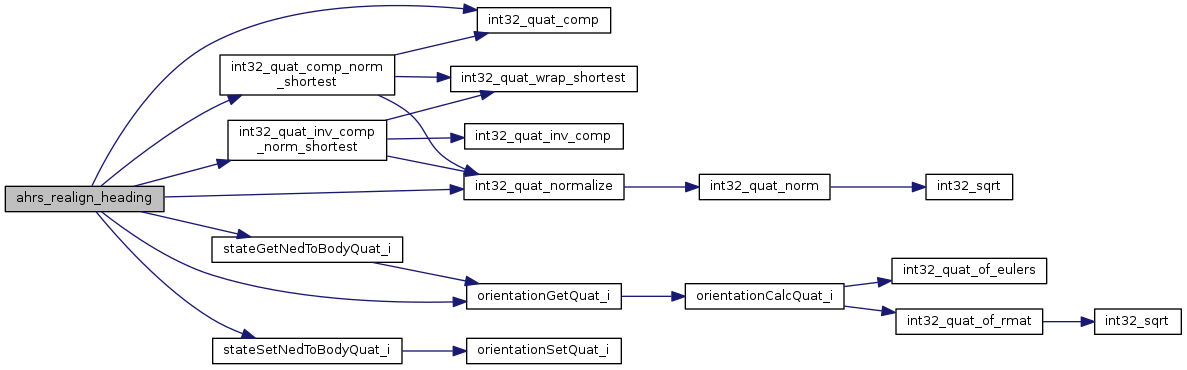 int32_quat_comp
int32_quat_comp_norm
_shortest
int32_quat_wrap_shortest
int32_quat_inv_comp
_norm_shortest
int32_quat_inv_comp
ahrs_realign_heading
int32_quat_normalize
int32_quat_norm
int32_sqrt
stateGetNedToBodyQuat_i
orientationGetQuat_i
orientationCalcQuat_i
int32_quat_of_eulers
int32_quat_of_rmat
int32_sqrt
stateSetNedToBodyQuat_i
orientationSetQuat_i